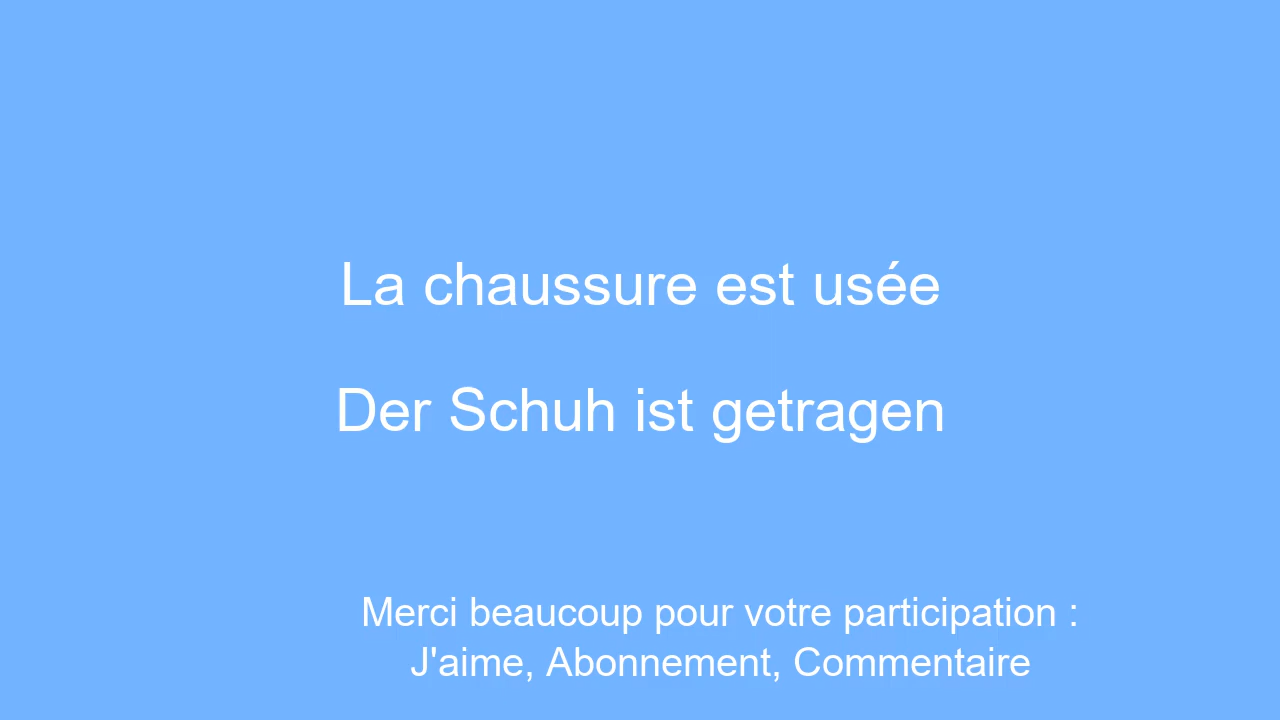 La chaussure est usée
Der Schuh ist getragen
Merci beaucoup pour votre participation :
J'aime, Abonnement, Commentaire